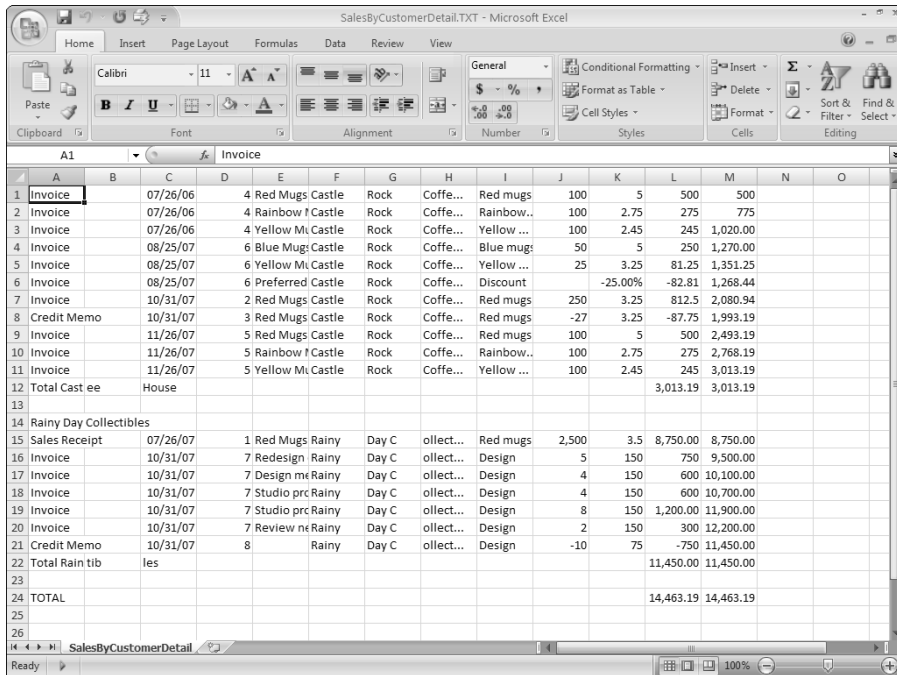 SalesByCustomerDetail.TXT - Microsoft Excel
Home Insert Page Layout Formulas Data Review View
Paste
Calibri 11
B I U
General
$ - % ,
Conditional Formatting
Format as Table
Cell Styles
Insert
Delete
Format
Sort & Filter
Find & Select
Clipboard Font Alignment Number Styles Cells Editing
A1 fx Invoice
A B C D E F G H I J K L M N O
1 Invoice 07/26/06 4 Red Mugs Castle Rock Coffe... Red mugs 100 5 500 500
2 Invoice 07/26/06 4 Rainbow M Castle Rock Coffe... Rainbow.. 100 2.75 275 775
3 Invoice 07/26/06 4 Yellow Mu Castle Rock Coffe... Yellow ... 100 2.45 245 1,020.00
4 Invoice 08/25/07 6 Blue Mugs Castle Rock Coffe... Blue mugs 50 5 250 1,270.00
5 Invoice 08/25/07 6 Yellow Mu Castle Rock Coffe... Yellow ... 25 3.25 81.25 1,351.25
6 Invoice 08/25/07 6 Preferred Castle Rock Coffe... Discount -25.00% -82.81 1,268.44
7 Invoice 10/31/07 2 Red Mugs Castle Rock Coffe... Red mugs 250 3.25 812.5 2,080.94
8 Credit Memo 10/31/07 3 Red Mugs Castle Rock Coffe... Red mugs -27 3.25 -87.75 1,993.19
9 Invoice 11/26/07 5 Red Mugs Castle Rock Coffe... Red mugs 100 5 500 2,493.19
10 Invoice 11/26/07 5 Rainbow M Castle Rock Coffe... Rainbow.. 100 2.75 275 2,768.19
11 Invoice 11/26/07 5 Yellow Mu Castle Rock Coffe... Yellow ... 100 2.45 245 3,013.19
12 Total Cast ee House 3,013.19 3,013.19
13
14 Rainy Day Collectibles
15 Sales Receipt 07/26/07 1 Red Mugs Rainy Day C ollect... Red mugs 2,500 3.5 8,750.00 8,750.00
16 Invoice 10/31/07 7 Redesign Rainy Day C ollect... Design 5 150 750 9,500.00
17 Invoice 10/31/07 7 Design me Rainy Day C ollect... Design 4 150 600 10,100.00
18 Invoice 10/31/07 7 Studio pro Rainy Day C ollect... Design 4 150 600 10,700.00
19 Invoice 10/31/07 7 Studio pro Rainy Day C ollect... Design 8 150 1,200.00 11,900.00
20 Invoice 10/31/07 7 Review ne Rainy Day C ollect... Design 2 150 300 12,200.00
21 Credit Memo 10/31/07 8 Rainy Day C ollect... Design -10 75 -750 11,450.00
22 Total Rain tib les 11,450.00 11,450.00
23
24 TOTAL 14,463.19 14,463.19
25
26
SalesByCustomerDetail
Ready 100%